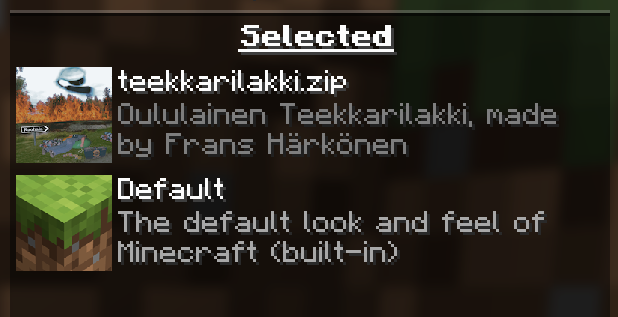 Selected
teekkarilakki.zip
Oululainen Teekkarilakki, made
by Frans Härkönen
Default
The default look and feel of
Minecraft (built-in)